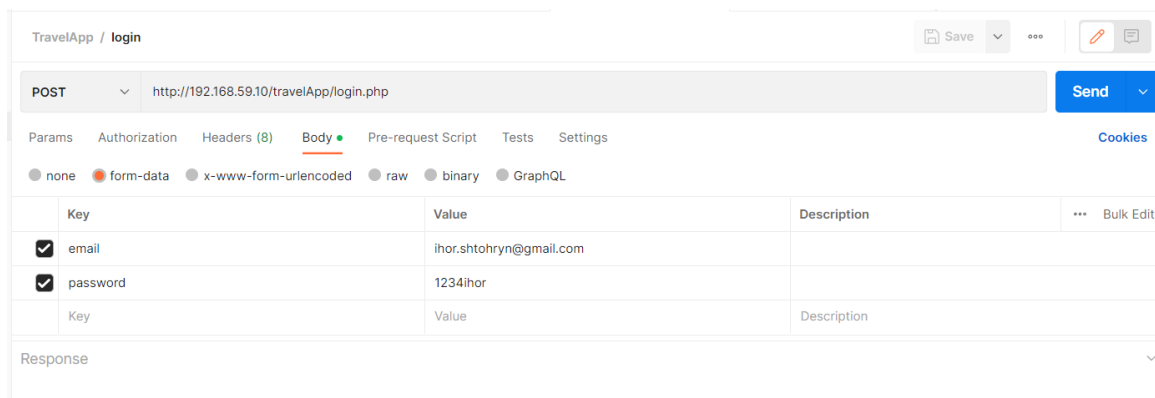 TravelApp / login
Save
POST
http://192.168.59.10/travelApp/login.php
Send
Params Authorization Headers (8) Body Pre-request Script Tests Settings Cookies
none form-data x-www-form-urlencoded raw binary GraphQL
Key Value Description ••• Bulk Edit
email ihor.shtohryn@gmail.com
password 1234ihor
Key Value Description
Response